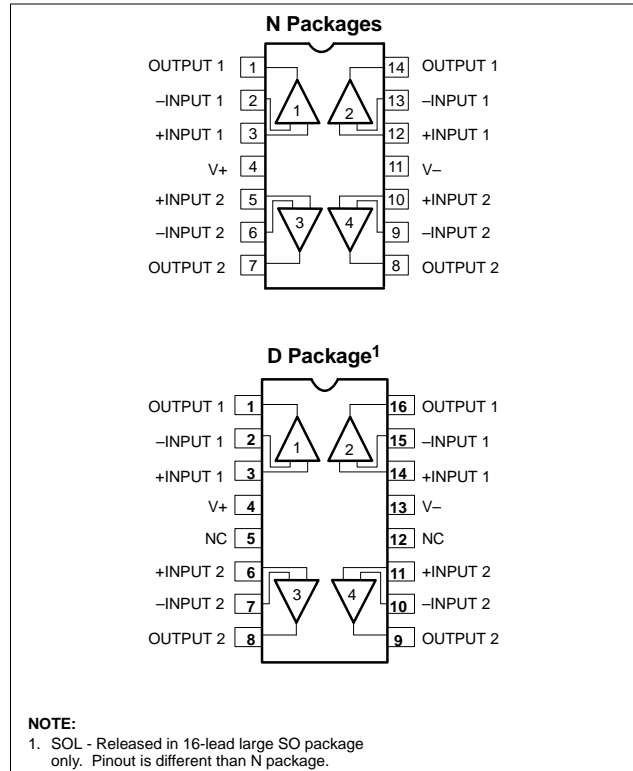 N Packages
OUTPUT 1 1 14 OUTPUT 1
–INPUT 1 2 13 –INPUT 1
1 2
+INPUT 1 3 12 +INPUT 1
V+ 4 11 V–
+INPUT 2 5 10 +INPUT 2
3 4
–INPUT 2 6 9 –INPUT 2
OUTPUT 2 7 8 OUTPUT 2
D Package1
OUTPUT 1 1 16 OUTPUT 1
–INPUT 1 2 15 –INPUT 1
1 2
+INPUT 1 3 14 +INPUT 1
V+ 4 13 V–
NC 5 12 NC
+INPUT 2 6 11 +INPUT 2
3 4
–INPUT 2 7 10 –INPUT 2
OUTPUT 2 8 9 OUTPUT 2
NOTE:
1. SOL - Released in 16-lead large SO package
only. Pinout is different than N package.